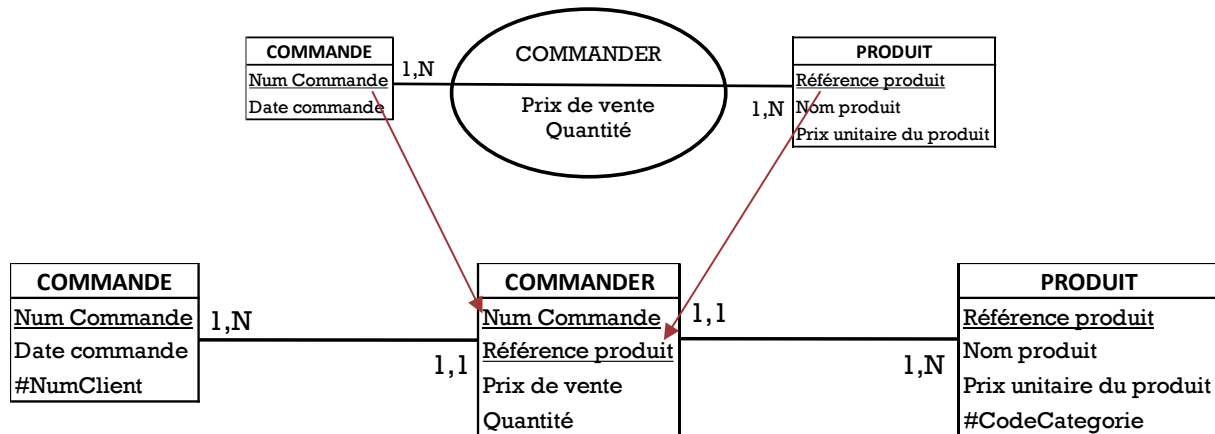 COMMANDE
Num Commande
Date commande
1,N
COMMANDER
Prix de vente
Quantité
1,N
PRODUIT
Référence produit
Nom produit
Prix unitaire du produit
COMMANDE
Num Commande
Date commande
#NumClient
1,N
1,1
COMMANDER
Num Commande
Référence produit
Prix de vente
Quantité
1,1
1,N
PRODUIT
Référence produit
Nom produit
Prix unitaire du produit
#CodeCategorie